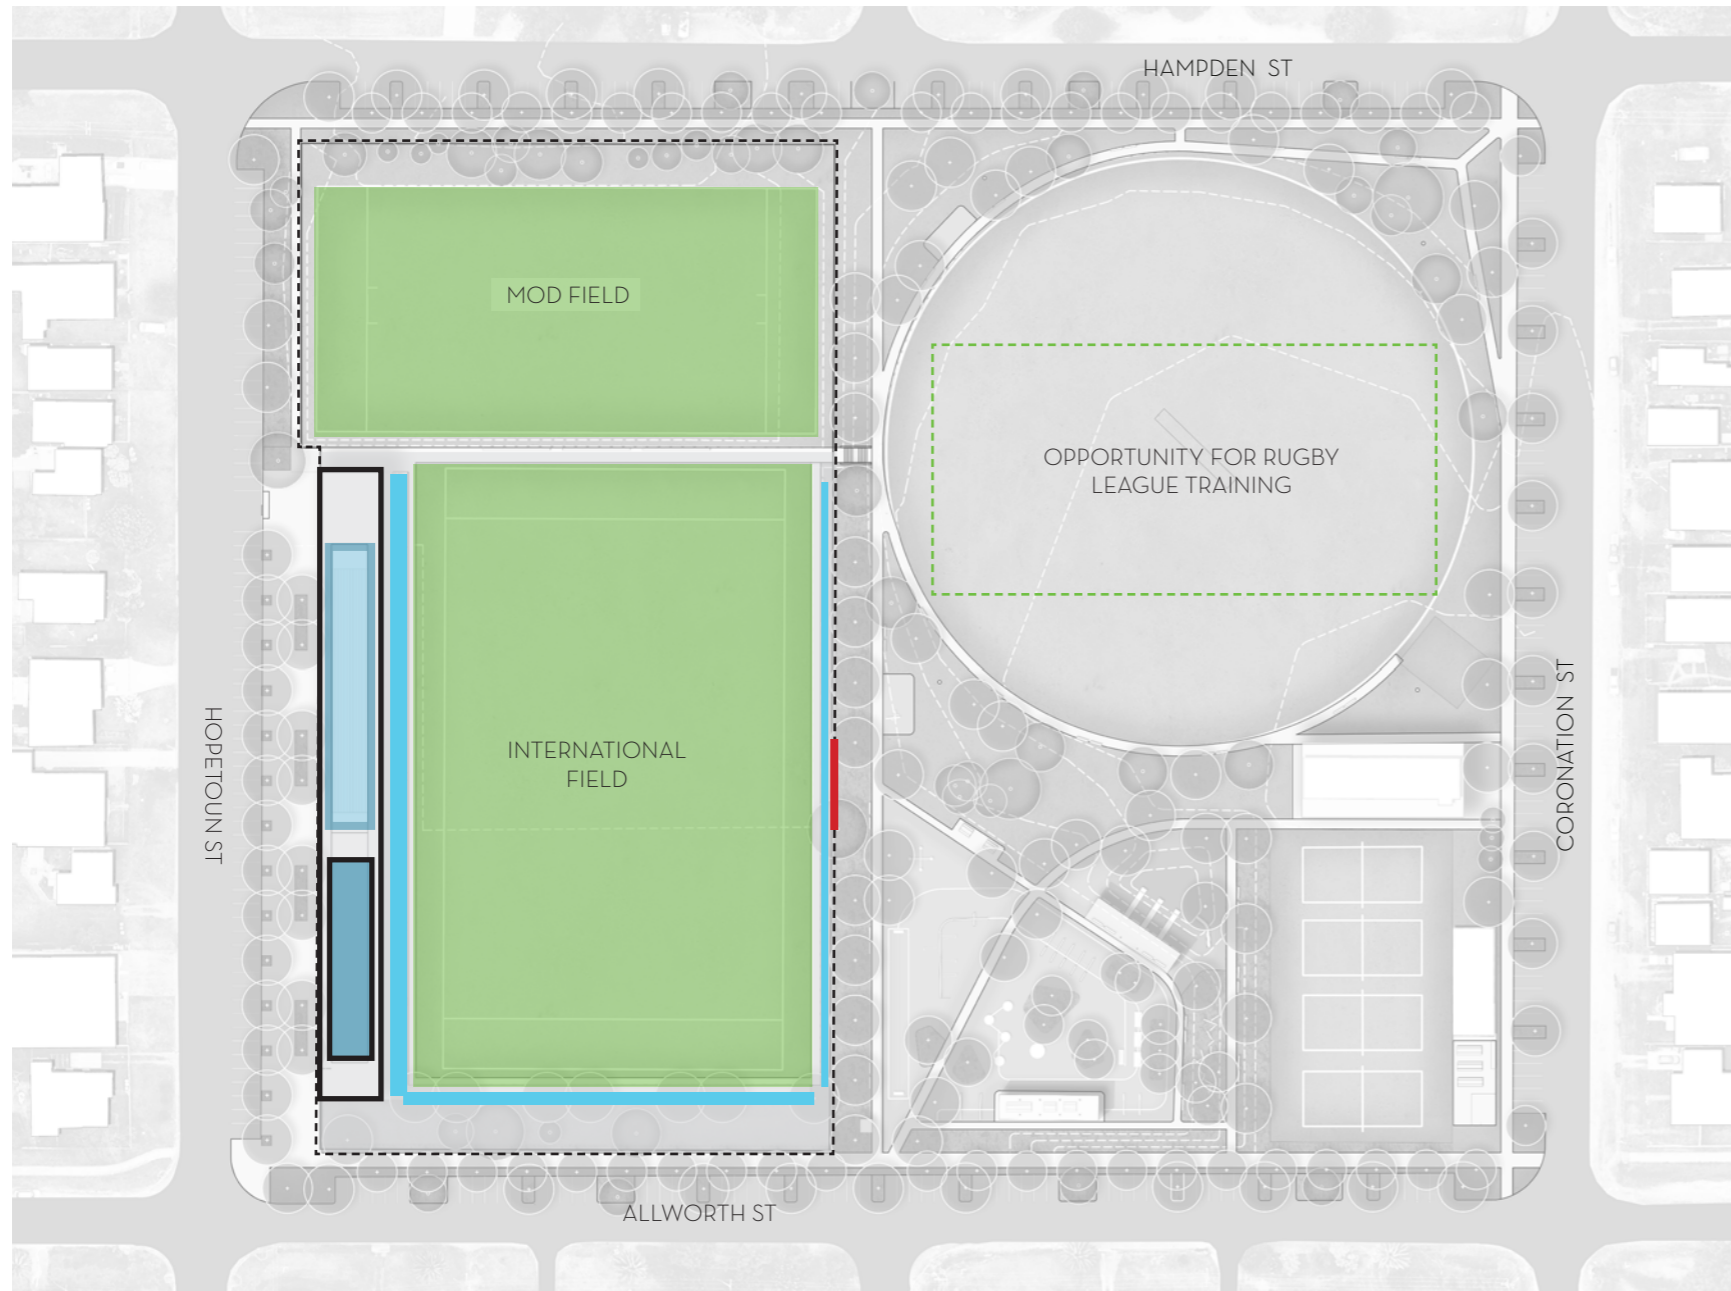 HAMPDEN ST
MOD FIELD
OPPORTUNITY FOR RUGBY
LEAGUE TRAINING
INTERNATIONAL
FIELD
HOPETOUN ST
CORONATION ST
ALLWORTH ST